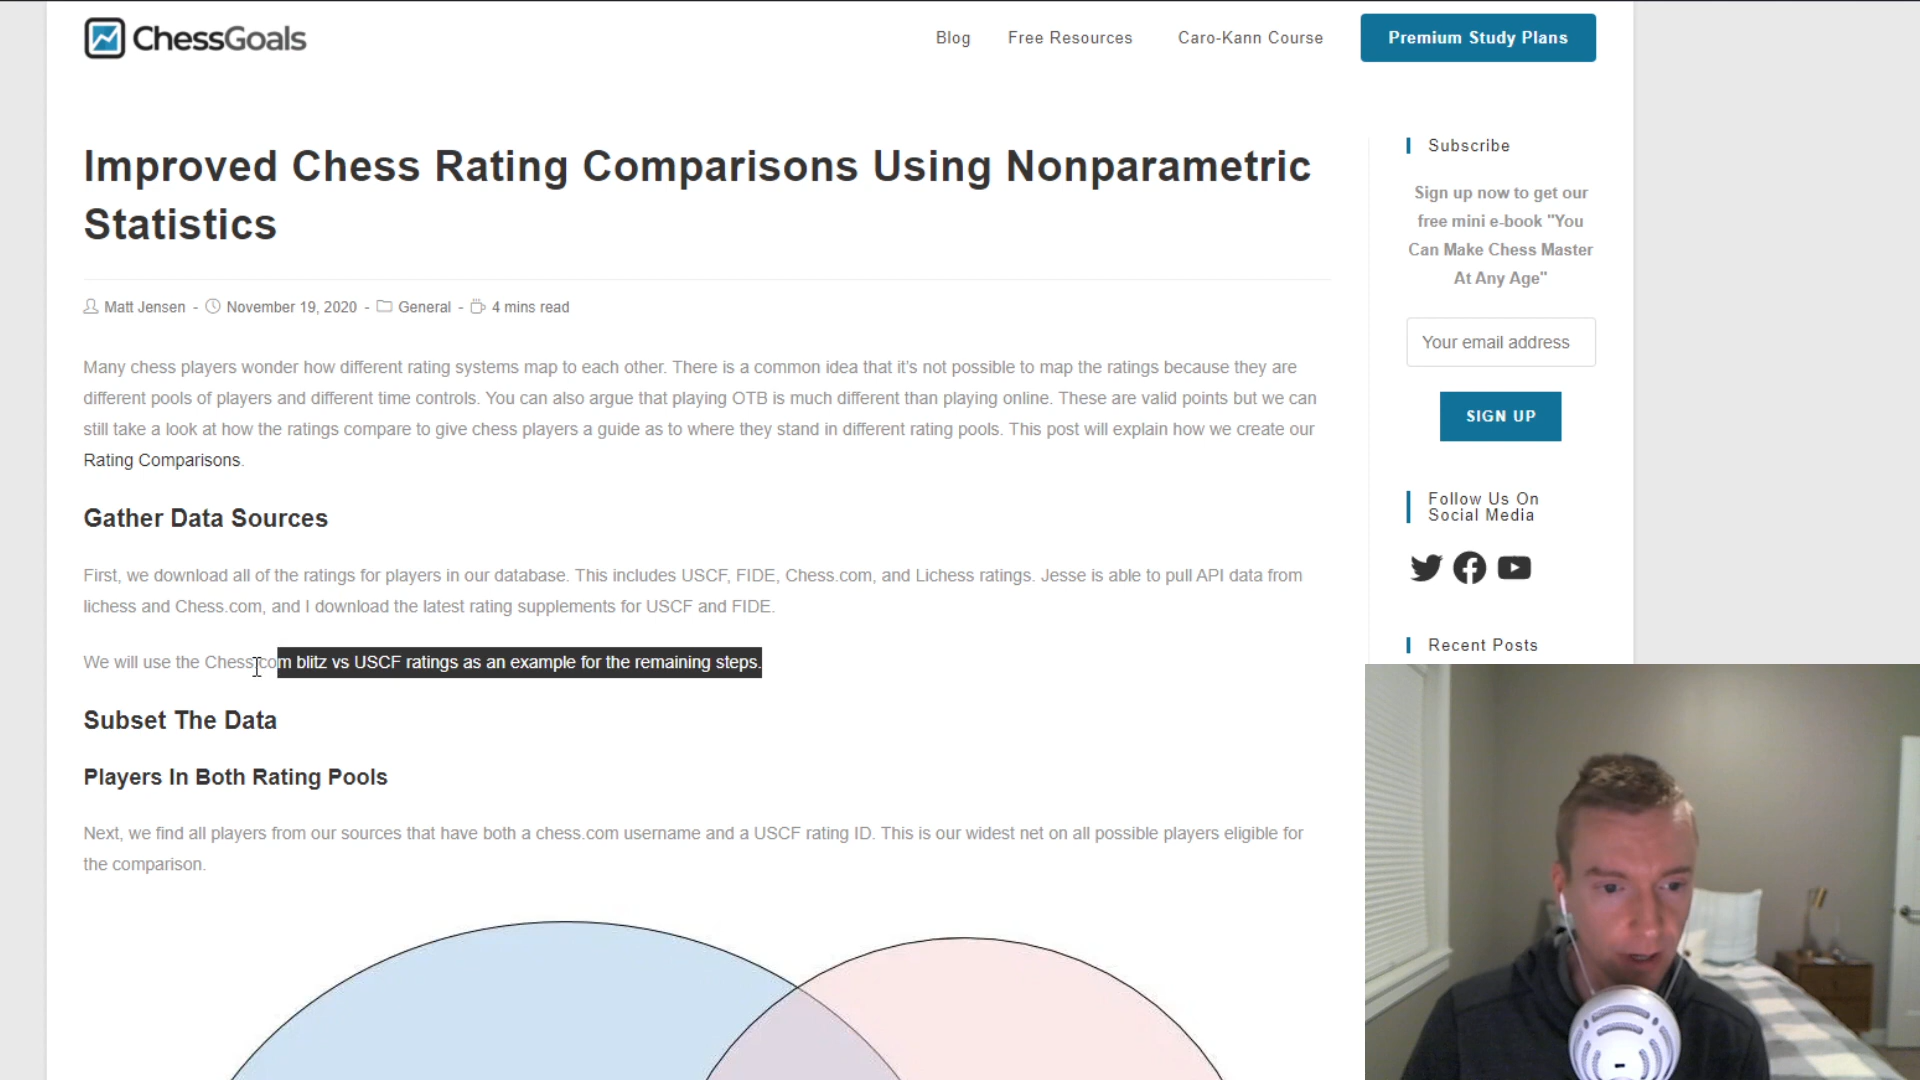 ChessGoals
Blog
Free Resources
Caro-Kann Course
Premium Study Plans
Improved Chess Rating Comparisons Using Nonparametric
Statistics
Matt Jensen - November 19, 2020 - General - 4 mins read
Many chess players wonder how different rating systems map to each other. There is a common idea that it's not possible to map the ratings because they are
different pools of players and different time controls. You can also argue that playing OTB is much different than playing online. These are valid points but we can
still take a look at how the ratings compare to give chess players a guide as to where they stand in different rating pools. This post will explain how we create our
Rating Comparisons.
Gather Data Sources
First, we download all of the ratings for players in our database. This includes USCF, FIDE, Chess.com, and Lichess ratings. Jesse is able to pull API data from
lichess and Chess.com, and I download the latest rating supplements for USCF and FIDE.
We will use the Chess.com blitz vs USCF ratings as an example for the remaining steps.
Subset The Data
Players In Both Rating Pools
Next, we find all players from our sources that have both a chess.com username and a USCF rating ID. This is our widest net on all possible players eligible for
the comparison.
Subscribe
Sign up now to get our
free mini e-book "You
Can Make Chess Master
At Any Age"
Your email address
SIGN UP
Follow Us On
Social Media
Recent Posts